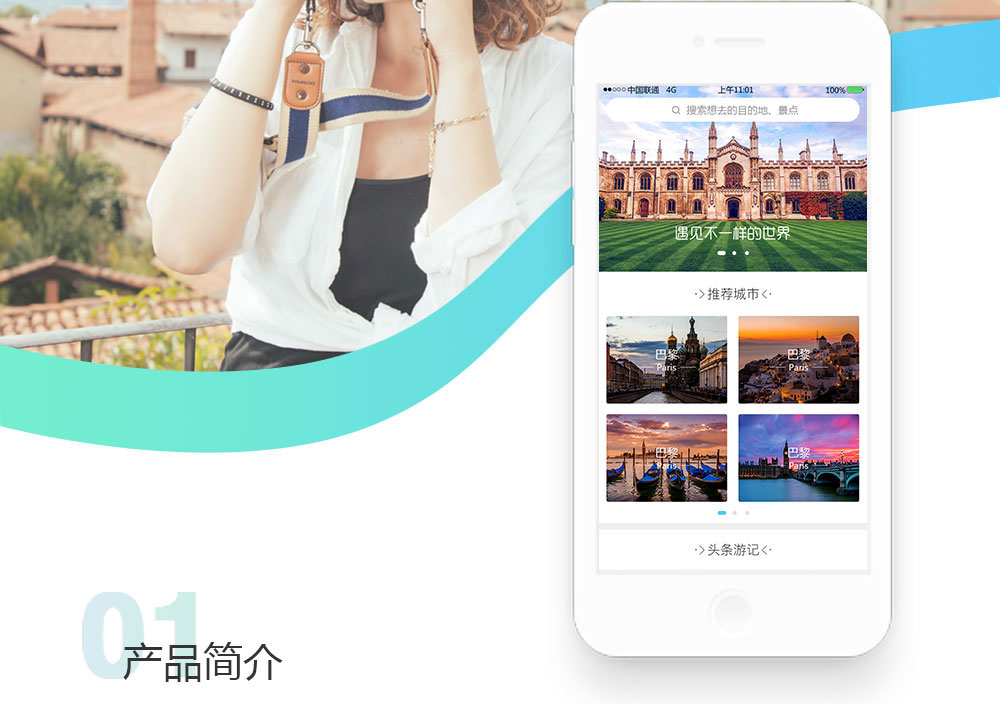 中国联通 4G 上午11:01 100%
搜索想去的目的地、景点
遇见不一样的世界
推荐城市
巴黎
Paris
巴黎
Paris
巴黎
Paris
巴黎
Paris
头条游记
01
产品简介